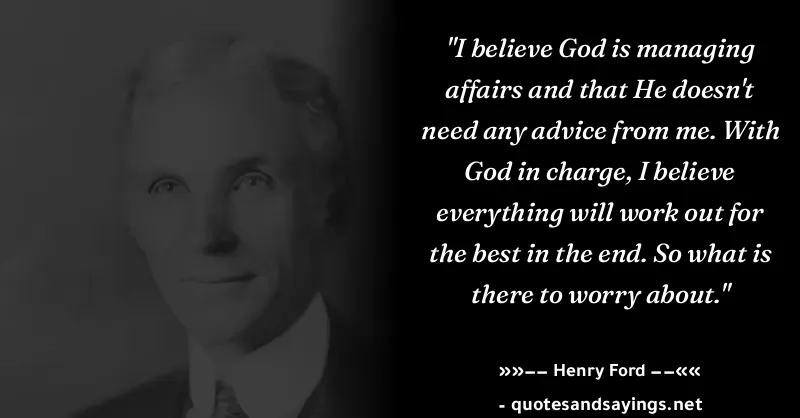 "I believe God is managing
affairs and that He doesn't
need any advice from me. With
God in charge, I believe
everything will work out for
the best in the end. So what is
there to worry about."
»»−− Henry Ford −−««
- quotesandsayings.net